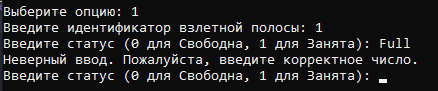 Выберите опцию: 1
Введите идентификатор взлетной полосы: 1
Введите статус (0 для Свободна, 1 для Занята): Full
Неверный ввод. Пожалуйста, введите корректное число.
Введите статус (0 для Свободна, 1 для Занята):